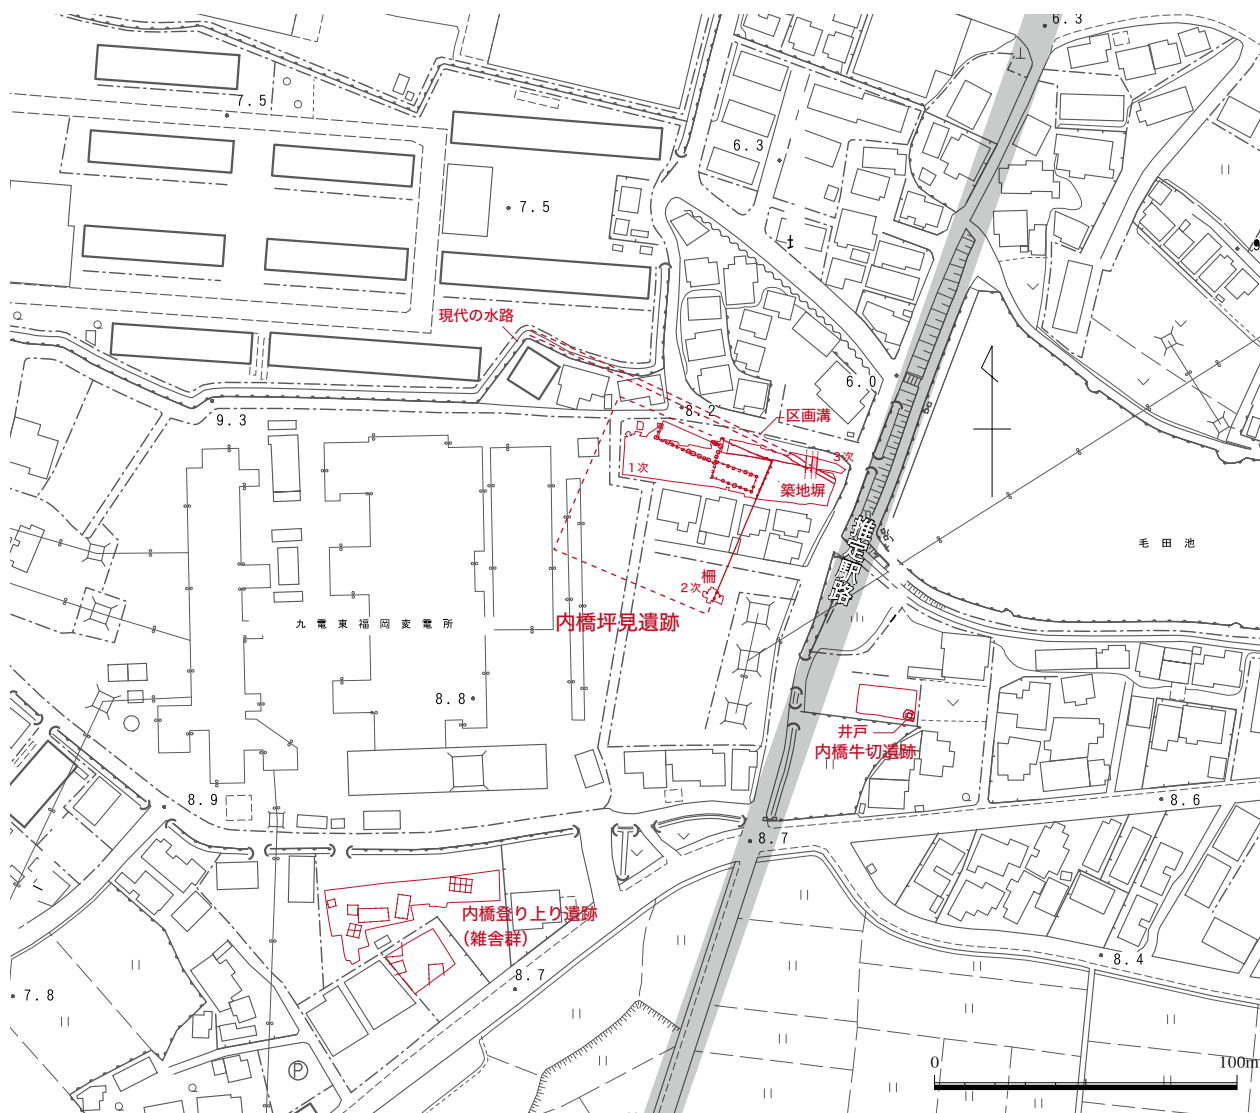 6.3
7.5
6.3
7.5
現代の水路
6.0
8.2
区画溝
9.3
3次
1次
築地塀
毛田池
柵
2次
内橋坪見遺跡
九電東福岡変電所
8.8
井戸
内橋牛切遺跡
8.9
8.6
8.7
内橋登り上り遺跡
（雑舎群）
8.4
8.7
7.8
P
0
100m